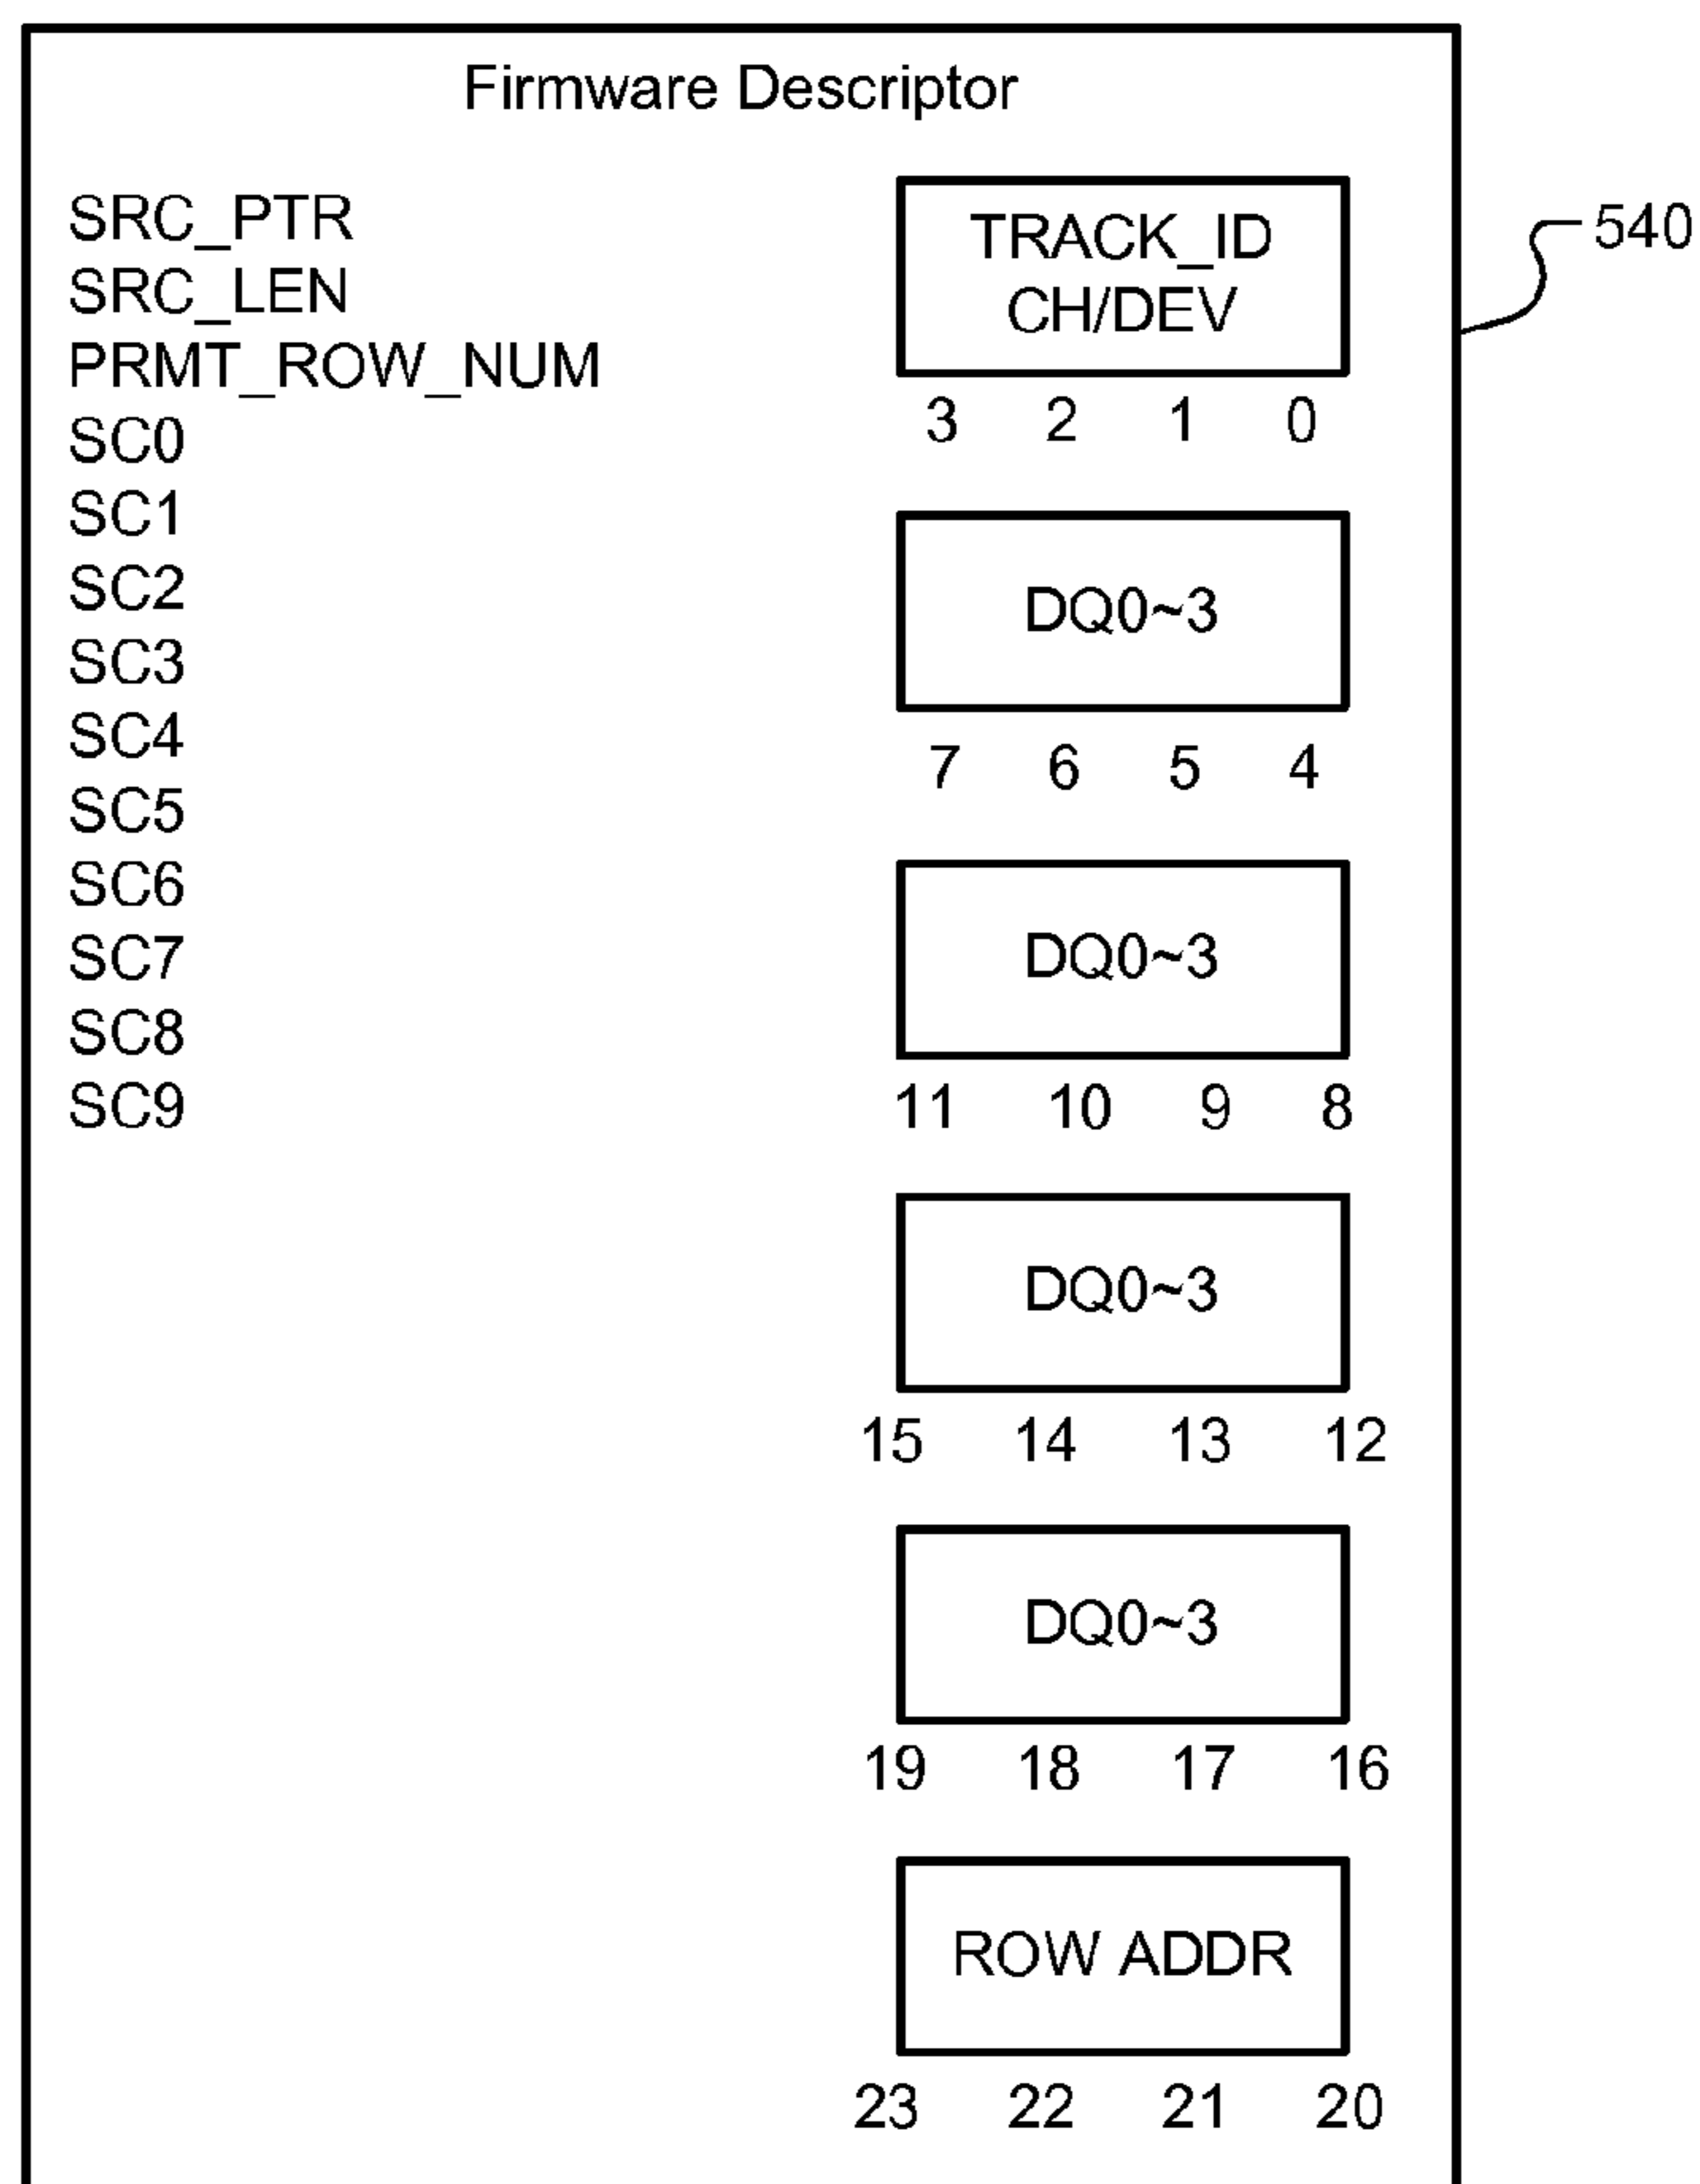 Firmware Descriptor
SRC_PTR
SRC_LEN
PRMT_ROW_NUM
SC0
SC1
SC2
SC3
SC4
SC5
SC6
SC7
SC8
SC9
TRACK_ID
CH/DEV
3 2 1 0
DQ0~3
7 6 5 4
DQ0~3
11 10 9 8
DQ0~3
15 14 13 12
DQ0~3
19 18 17 16
ROW ADDR
23 22 21 20
540